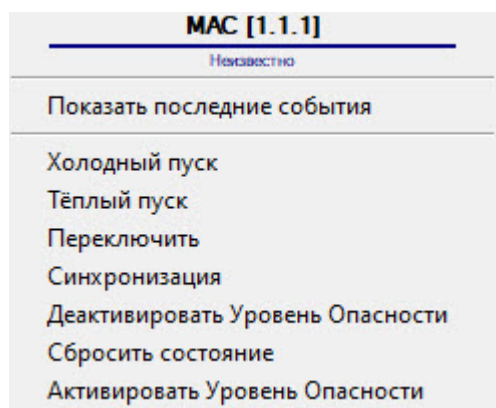 MAC [1.1.1]
Неизвестно
Показать последние события
Холодный пуск
Тёплый пуск
Переключить
Синхронизация
Деактивировать Уровень Опасности
Сбросить состояние
Активировать Уровень Опасности